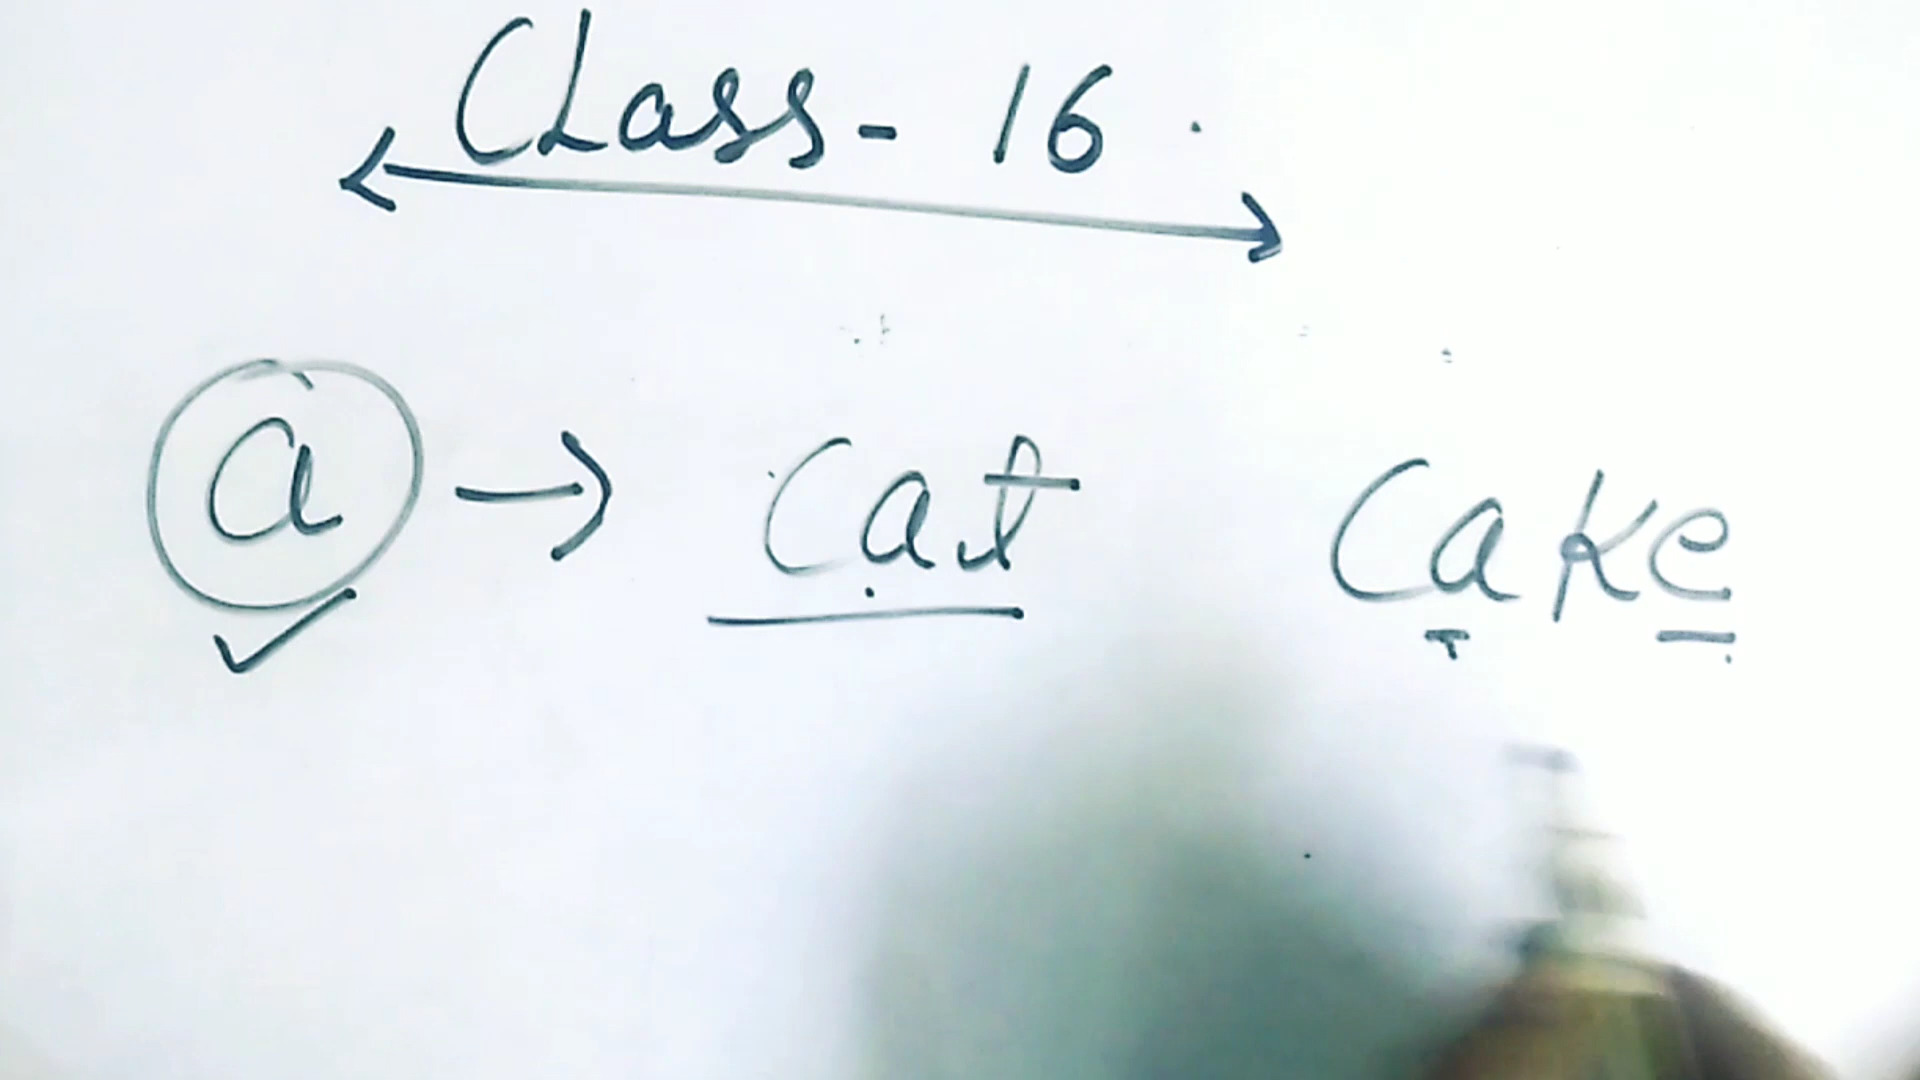 Class - 16.
a → Cat Cake